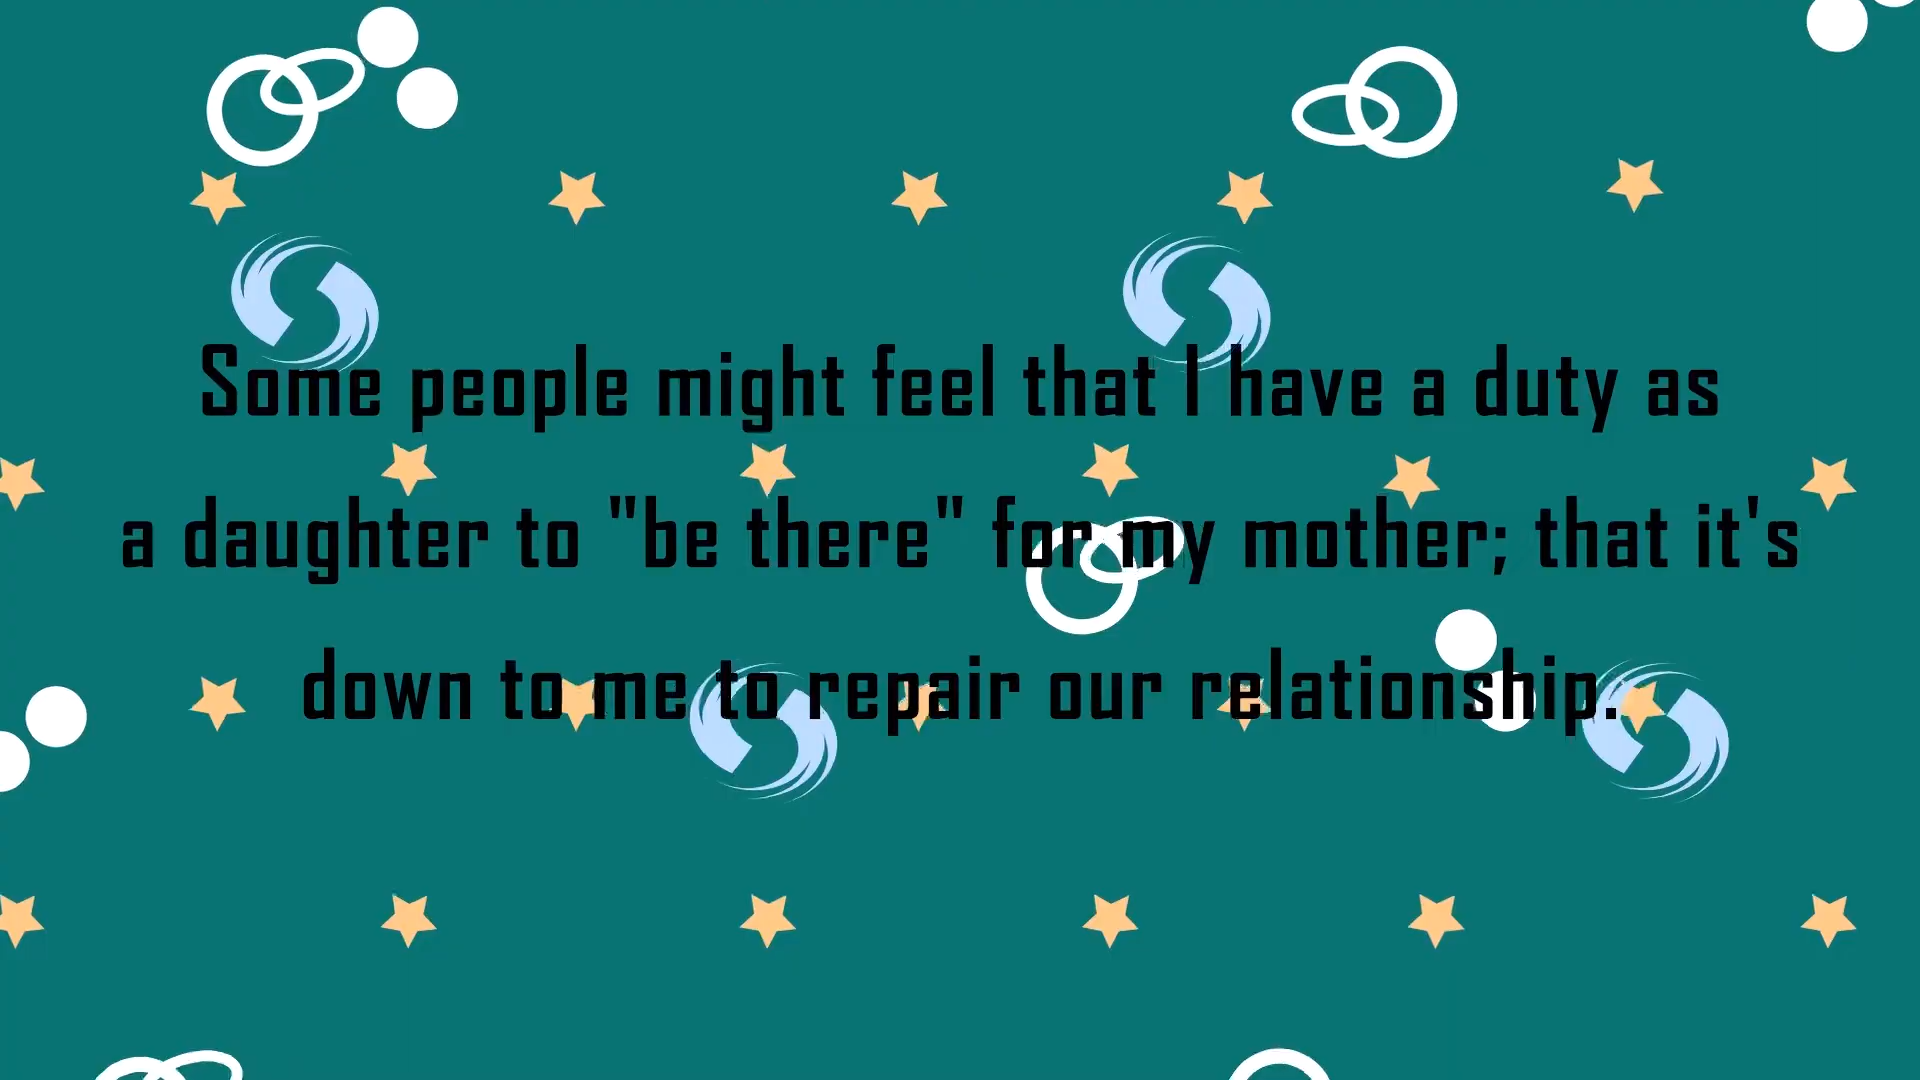 Some people might feel that I have a duty as
a daughter to "be there" for my mother; that it's
down to me to repair our relationship.